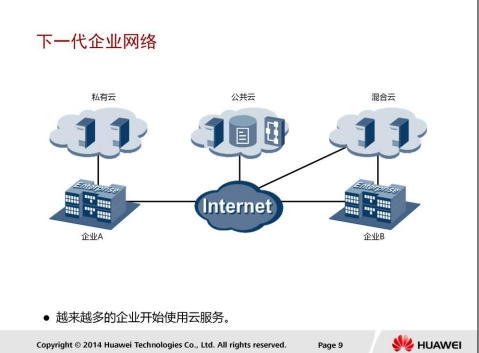 下一代企业网络
私有云
公共云
混合云
Enterprise
Internet
Enterprise
企业A
企业B
● 越来越多的企业开始使用云服务。
Copyright © 2014 Huawei Technologies Co., Ltd. All rights reserved.
Page 9
HUAWEI